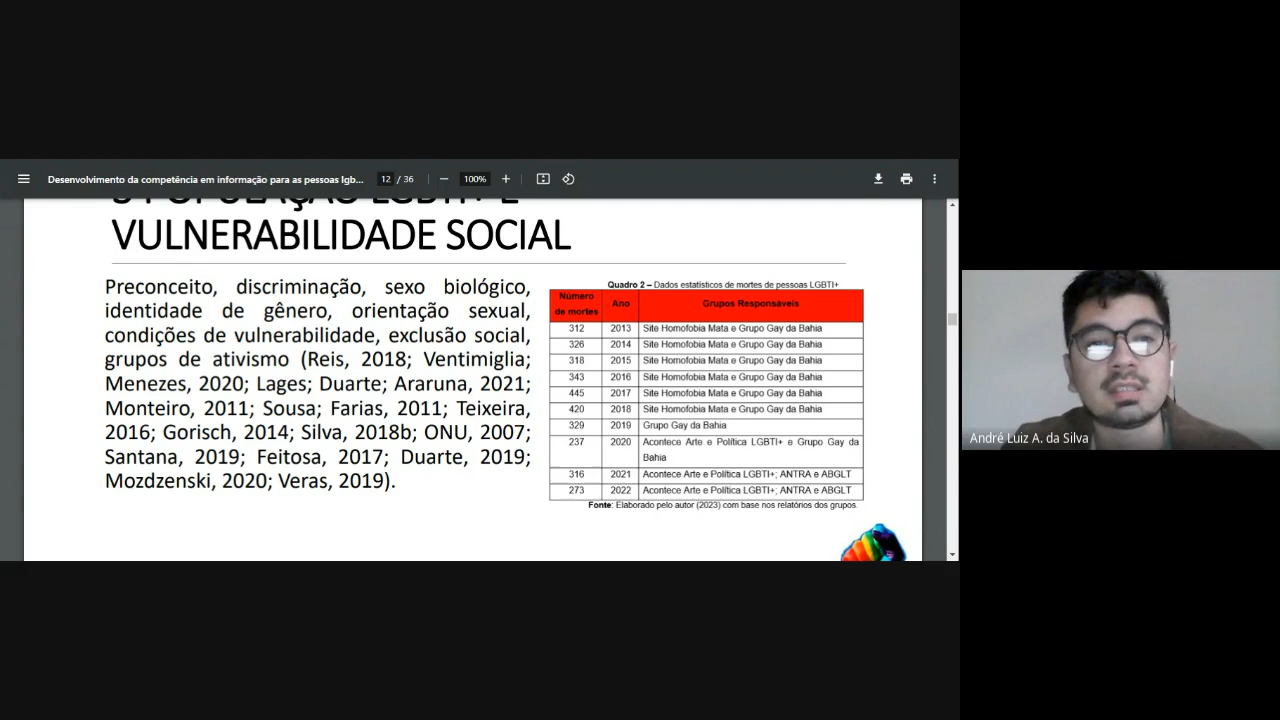 Desenvolvimento da competência em informação para as pessoas lgb...
12 / 36
100%
3 POPULAÇÃO LGBTI+ E
VULNERABILIDADE SOCIAL
Preconceito, discriminação, sexo biológico,
identidade de gênero, orientação sexual,
condições de vulnerabilidade, exclusão social,
grupos de ativismo (Reis, 2018; Ventimiglia;
Menezes, 2020; Lages; Duarte; Araruna, 2021;
Monteiro, 2011; Sousa; Farias, 2011; Teixeira,
2016; Gorisch, 2014; Silva, 2018b; ONU, 2007;
Santana, 2019; Feitosa, 2017; Duarte, 2019;
Mozdzenski, 2020; Veras, 2019).
Quadro 2 – Dados estatísticos de mortes de pessoas LGBTI+
Número de mortes Ano Grupos Responsáveis
312 2013 Site Homofobia Mata e Grupo Gay da Bahia
326 2014 Site Homofobia Mata e Grupo Gay da Bahia
318 2015 Site Homofobia Mata e Grupo Gay da Bahia
343 2016 Site Homofobia Mata e Grupo Gay da Bahia
445 2017 Site Homofobia Mata e Grupo Gay da Bahia
420 2018 Site Homofobia Mata e Grupo Gay da Bahia
329 2019 Grupo Gay da Bahia
237 2020 Acontece Arte e Política LGBTI+ e Grupo Gay da
Bahia
316 2021 Acontece Arte e Política LGBTI+; ANTRA e ABGLT
273 2022 Acontece Arte e Política LGBTI+; ANTRA e ABGLT
Fonte: Elaborado pelo autor (2023) com base nos relatórios dos grupos.
André Luiz A. da Silva